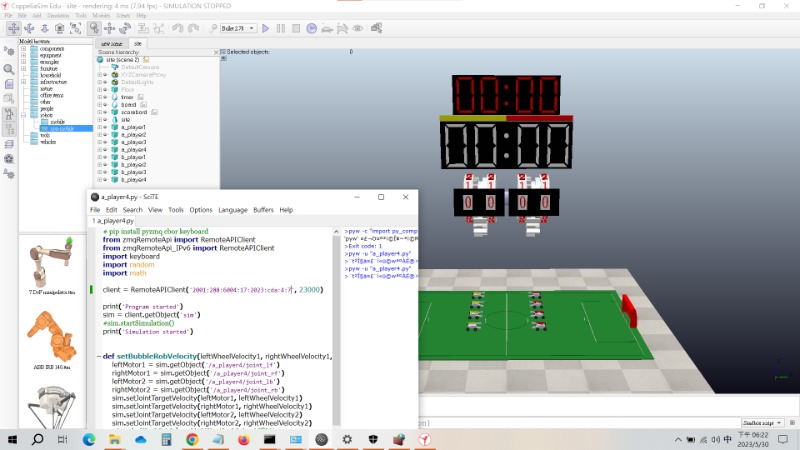 CoppeliaSim Edu - site - rendering: 4 ms (7.94 fps) - SIMULATION STOPPED
File Edit Add Simulation Tools Modules Scenes Help
Bullet 2.78
Model browser
new scene
site
Selected objects:
0
Scene hierarchy
components
equipment
examples
furniture
household
infrastructure
nature
office items
other
people
robots
mobile
non-mobile
tools
vehicles
site (scene 2)
DefaultCamera
XYZCameraProxy
DefaultLights
Floor
timer
board
scoreboard
site
a_player1
a_player2
a_player3
a_player4
b_player1
b_player2
b_player3
b_player4
7 DoF manipulator.ttm
ABB IRB 140.ttm
00:00
00:00
0 0
0 0
a_player4.py - SciTE
File Edit Search View Tools Options Language Buffers Help
1 a_player4.py
# pip install pyzmq cbor keyboard
from zmqRemoteApi import RemoteAPIClient
from zmqRemoteApi_IPv6 import RemoteAPIClient
import keyboard
import random
import math
client = RemoteAPIClient('2001:288:6004:17:2023:cda:4:7', 23000)
print('Program started')
sim = client.getObject('sim')
#sim.startSimulation()
print('Simulation started')
def setBubbleRobVelocity(leftWheelVelocity1, rightWheelVelocity1,
leftMotor1 = sim.getObject('/a_player4/joint_lf')
rightMotor1 = sim.getObject('/a_player4/joint_rf')
leftMotor2 = sim.getObject('/a_player4/joint_lb')
rightMotor2 = sim.getObject('/a_player4/joint_rb')
sim.setJointTargetVelocity(leftMotor1, leftWheelVelocity1)
sim.setJointTargetVelocity(rightMotor1, rightWheelVelocity1)
sim.setJointTargetVelocity(leftMotor2, leftWheelVelocity2)
sim.setJointTargetVelocity(rightMotor2, rightWheelVelocity2)
>pyw -c "import py_comp
>Exit code: 1
>pyw -u "a_player4.py"
>pyw -u "a_player4.py"
Sandbox script
中
下午 06:22
2023/5/30